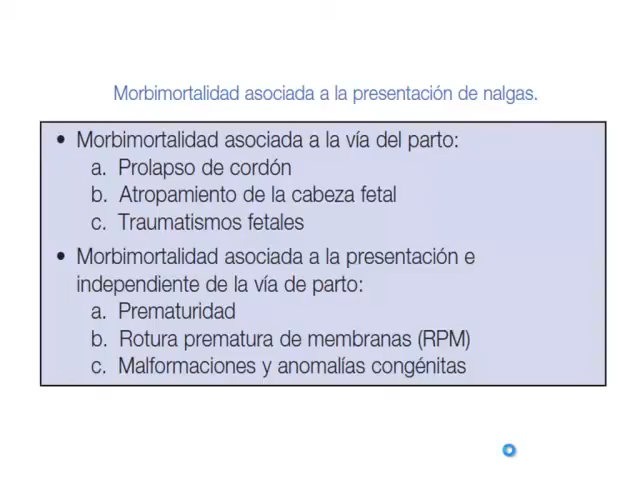 Morbimortalidad asociada a la presentación de nalgas.
• Morbimortalidad asociada a la vía del parto:
a. Prolapso de cordón
b. Atropamiento de la cabeza fetal
c. Traumatismos fetales
• Morbimortalidad asociada a la presentación e
independiente de la vía de parto:
a. Prematuridad
b. Rotura prematura de membranas (RPM)
c. Malformaciones y anomalías congénitas